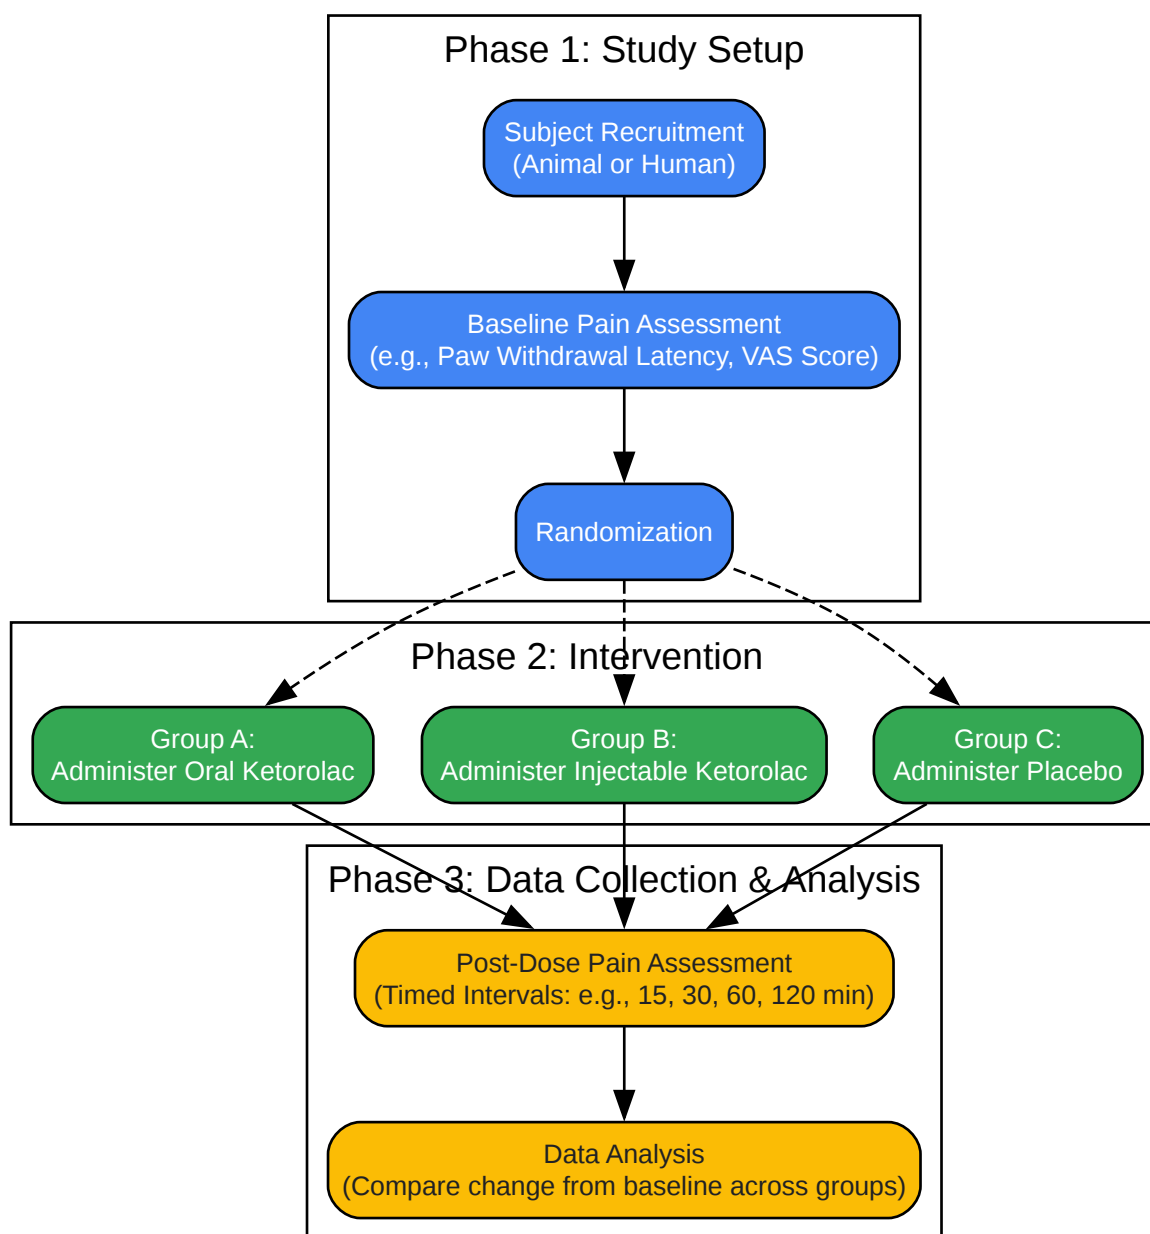 Phase 1: Study Setup
Subject Recruitment
(Animal or Human)
Baseline Pain Assessment
(e.g., Paw Withdrawal Latency, VAS Score)
Randomization
Phase 2: Intervention
Group A:
Administer Oral Ketorolac
Group B:
Administer Injectable Ketorolac
Group C:
Administer Placebo
Phase 3: Data Collection & Analysis
Post-Dose Pain Assessment
(Timed Intervals: e.g., 15, 30, 60, 120 min)
Data Analysis
(Compare change from baseline across groups)